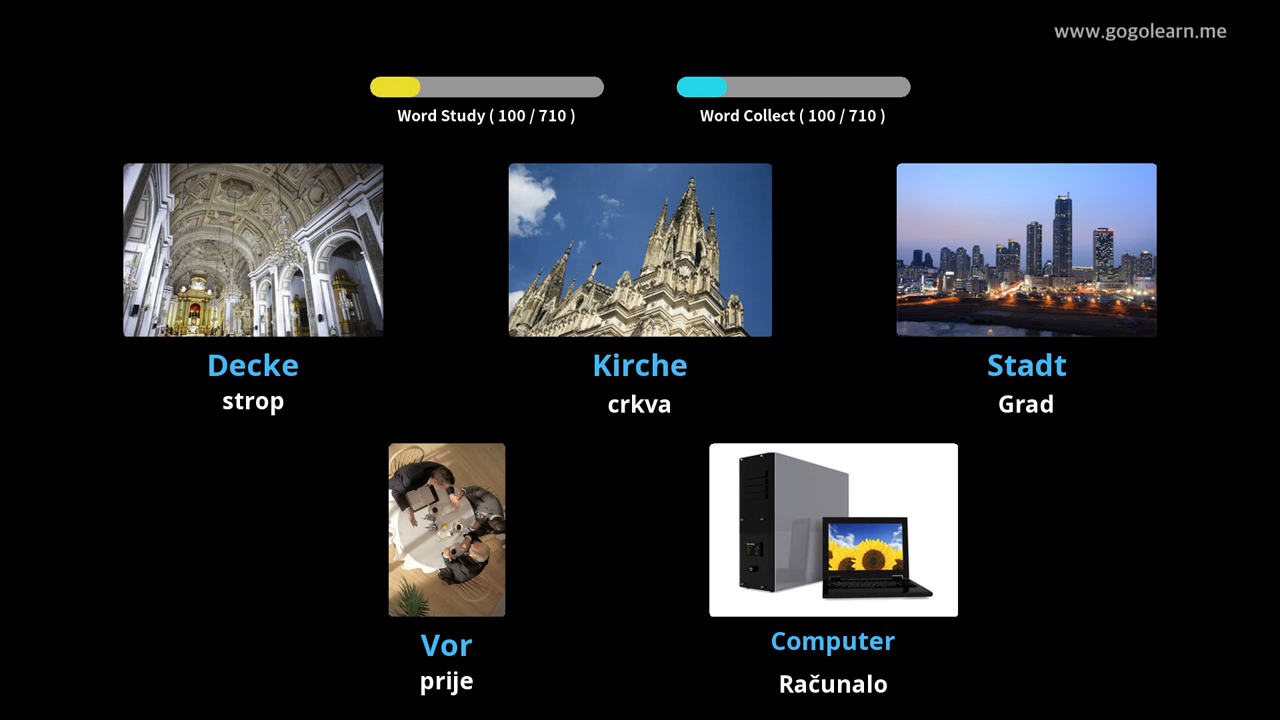 www.gogolearn.me
Word Study ( 100 / 710 )
Word Collect ( 100 / 710 )
Decke
strop
Kirche
crkva
Stadt
Grad
Vor
prije
Computer
Računalo